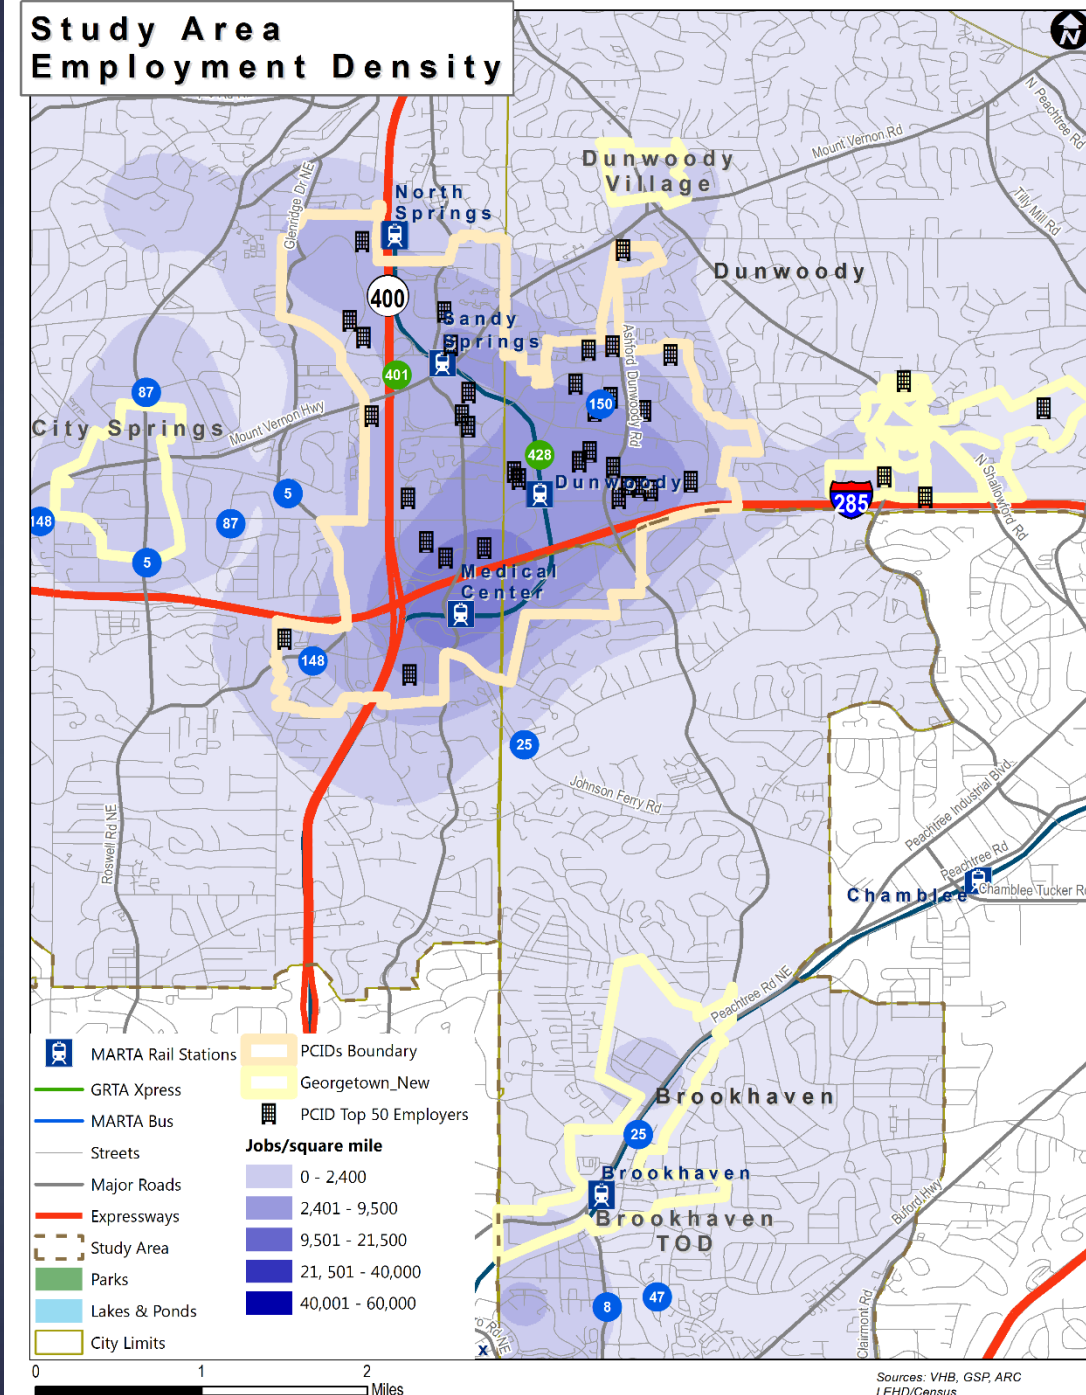 Study Area
Employment Density
N
N Peachtree Rd
Mount Vernon Rd
Dunwoody
Village
Glenridge Dr NE
North
Springs
Tilly Mill Rd
Dunwoody
400
Sandy
Springs
Ashford Dunwoody Rd
401
87
150
City Springs
Mount Vernon Hwy
428
N Shallowford Rd
Dunwoody
5
285
148
87
5
Medical
Center
148
25
Johnson Ferry Rd
Peachtree Industrial Blvd
Roswell Rd NE
Peachtree Rd
Chamblee
Chamblee Tucker Rd
Peachtree Rd NE
Brookhaven
25
Brookhaven
Brookhaven
TOD
Buford Hwy
47
8
Clairmont Rd
x
MARTA Rail Stations
GRTA Xpress
MARTA Bus
Streets
Major Roads
Expressways
Study Area
Parks
Lakes & Ponds
City Limits
PCIDs Boundary
Georgetown_New
PCID Top 50 Employers
Jobs/square mile
0 - 2,400
2,401 - 9,500
9,501 - 21,500
21, 501 - 40,000
40,001 - 60,000
0 1 2
Miles
Sources: VHB, GSP, ARC
LEHD/Census